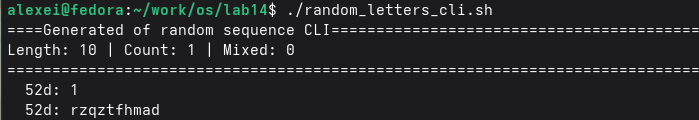 alexei@fedora:~/work/os/lab14$ ./random_letters_cli.sh
====Generated of random sequence CLI==========================================
Length: 10 | Count: 1 | Mixed: 0
==============================================================================
  52d: 1
  52d: rzqztfhmad